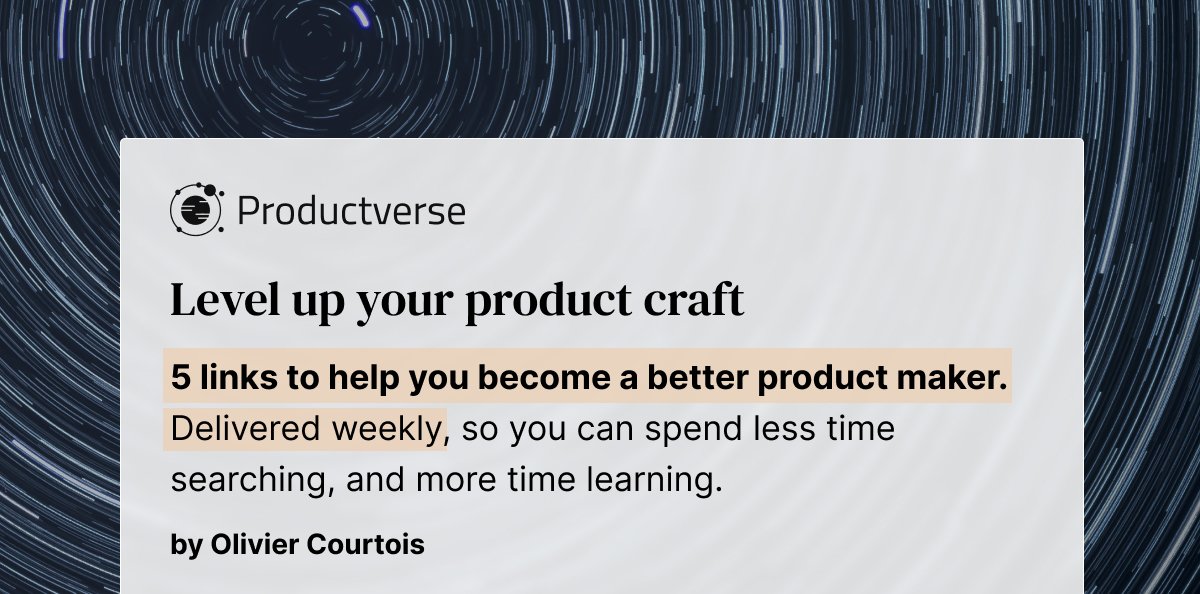 Productverse
Level up your product craft
5 links to help you become a better product maker.
Delivered weekly, so you can spend less time
searching, and more time learning.
by Olivier Courtois